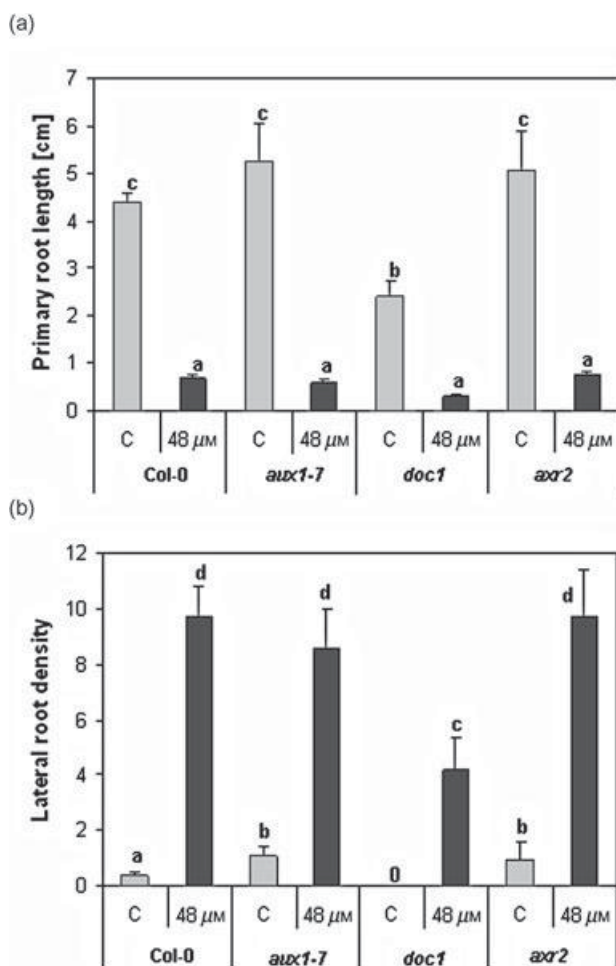 (a)
Primary root length [cm]
7
6
5
4
3
2
1
0
c
a
c
a
b
a
c
a
C 48 μM C 48 μM C 48 μM C 48 μM
Col-0 aux1-7 doc1 axr2
(b)
Lateral root density
12
10
8
6
4
2
0
a
d
b
d
0
c
b
d
C 48 μM C 48 μM C 48 μM C 48 μM
Col-0 aux1-7 doc1 axr2